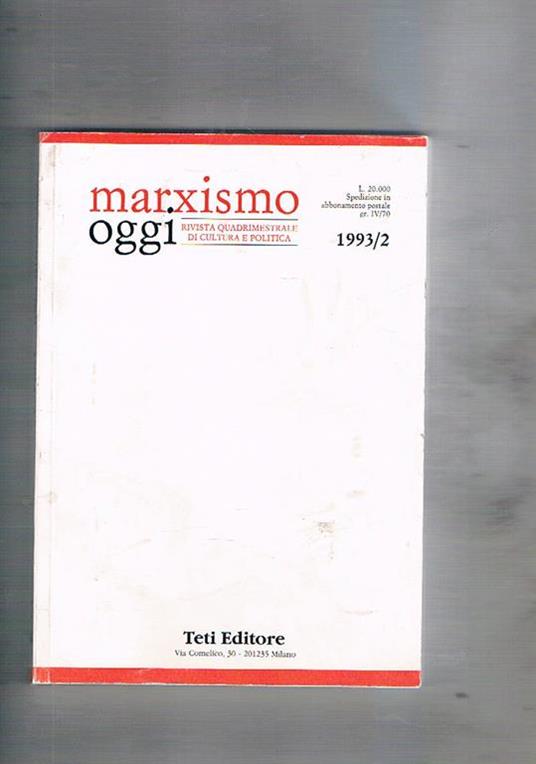 marxismo
oggi
RIVISTA QUADRIMESTRALE
DI CULTURA E POLITICA
L. 20.000
Spedizione in
abbonamento postale
gr. IV/70
1993/2
Teti Editore
Via Comelico, 30 - 201235 Milano